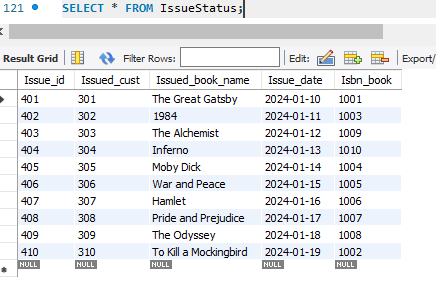 121 SELECT * FROM IssueStatus;
Result Grid Filter Rows: Edit: Export/
Issue_id Issued_cust Issued_book_name Issue_date Isbn_book
401 301 The Great Gatsby 2024-01-10 1001
402 302 1984 2024-01-11 1003
403 303 The Alchemist 2024-01-12 1009
404 304 Inferno 2024-01-13 1010
405 305 Moby Dick 2024-01-14 1004
406 306 War and Peace 2024-01-15 1005
407 307 Hamlet 2024-01-16 1006
408 308 Pride and Prejudice 2024-01-17 1007
409 309 The Odyssey 2024-01-18 1008
410 310 To Kill a Mockingbird 2024-01-19 1002
NULL NULL NULL NULL NULL